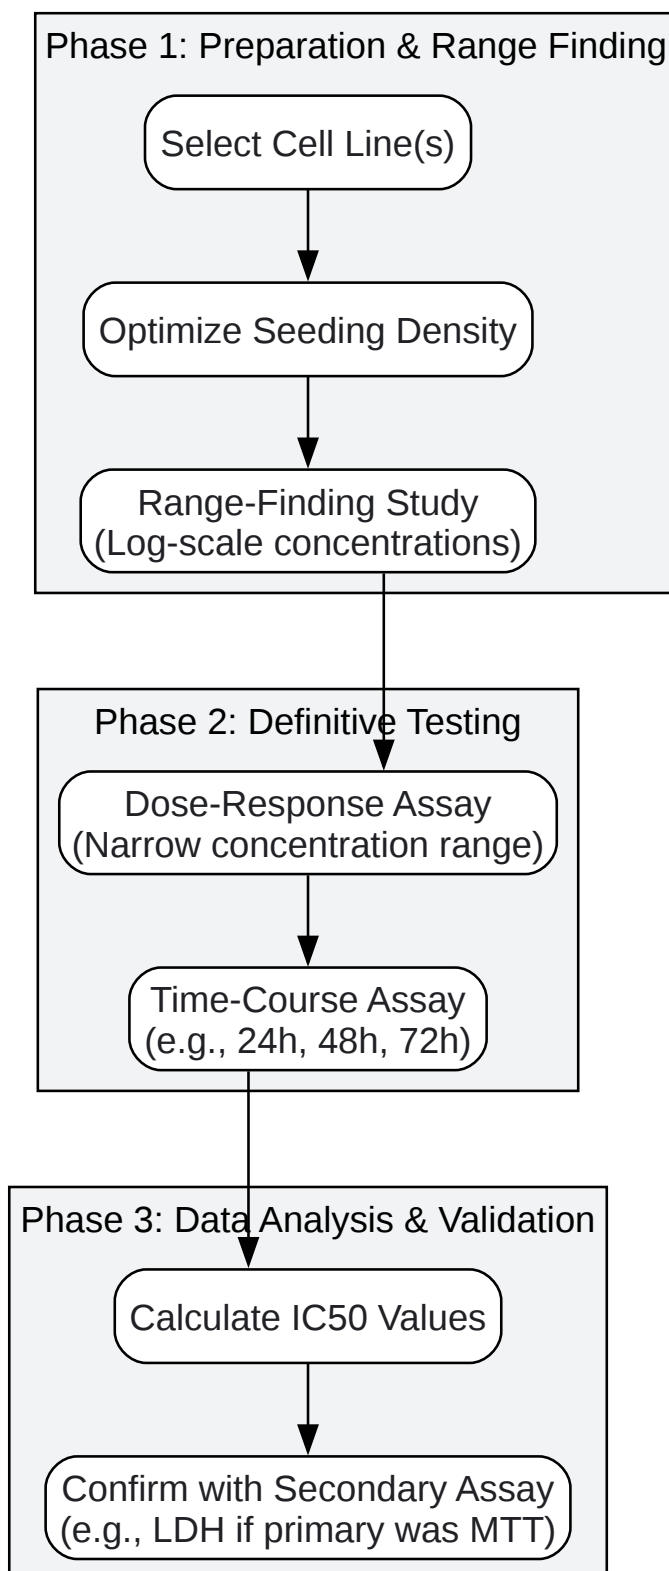 Phase 1: Preparation & Range Finding
Select Cell Line(s)
Optimize Seeding Density
Range-Finding Study
(Log-scale concentrations)
Phase 2: Definitive Testing
Dose-Response Assay
(Narrow concentration range)
Time-Course Assay
(e.g., 24h, 48h, 72h)
Phase 3: Data Analysis & Validation
Calculate IC50 Values
Confirm with Secondary Assay
(e.g., LDH if primary was MTT)